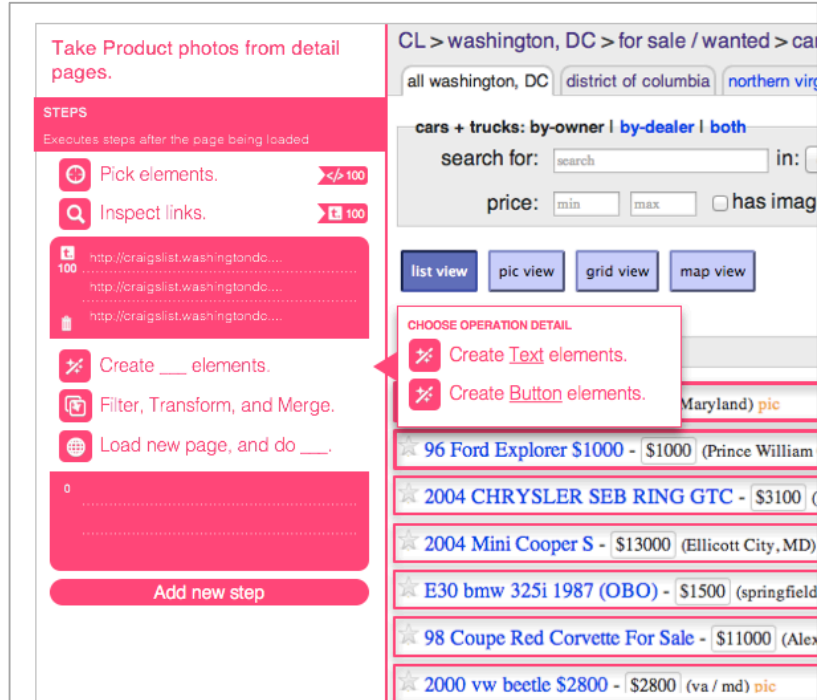 Take Product photos from detail
pages.
STEPS
Executes steps after the page being loaded
Pick elements. </> 100
Inspect links. t. 100
t.
100
http://craigslist.washingtondc....
http://craigslist.washingtondc....
http://craigslist.washingtondc....
Create ___ elements.
Filter, Transform, and Merge.
Load new page, and do ___.
0
Add new step
CL > washington, DC > for sale / wanted > ca
all washington, DC district of columbia northern virg
cars + trucks: by-owner | by-dealer | both
search for: search in:
price: min max has imag
list view pic view grid view map view
CHOOSE OPERATION DETAIL
Create Text elements.
Create Button elements.
Maryland) pic
96 Ford Explorer $1000 - $1000 (Prince William
2004 CHRYSLER SEB RING GTC - $3100 (
2004 Mini Cooper S - $13000 (Ellicott City, MD)
E30 bmw 325i 1987 (OBO) - $1500 (springfield
98 Coupe Red Corvette For Sale - $11000 (Alex
2000 vw beetle $2800 - $2800 (va / md) pic